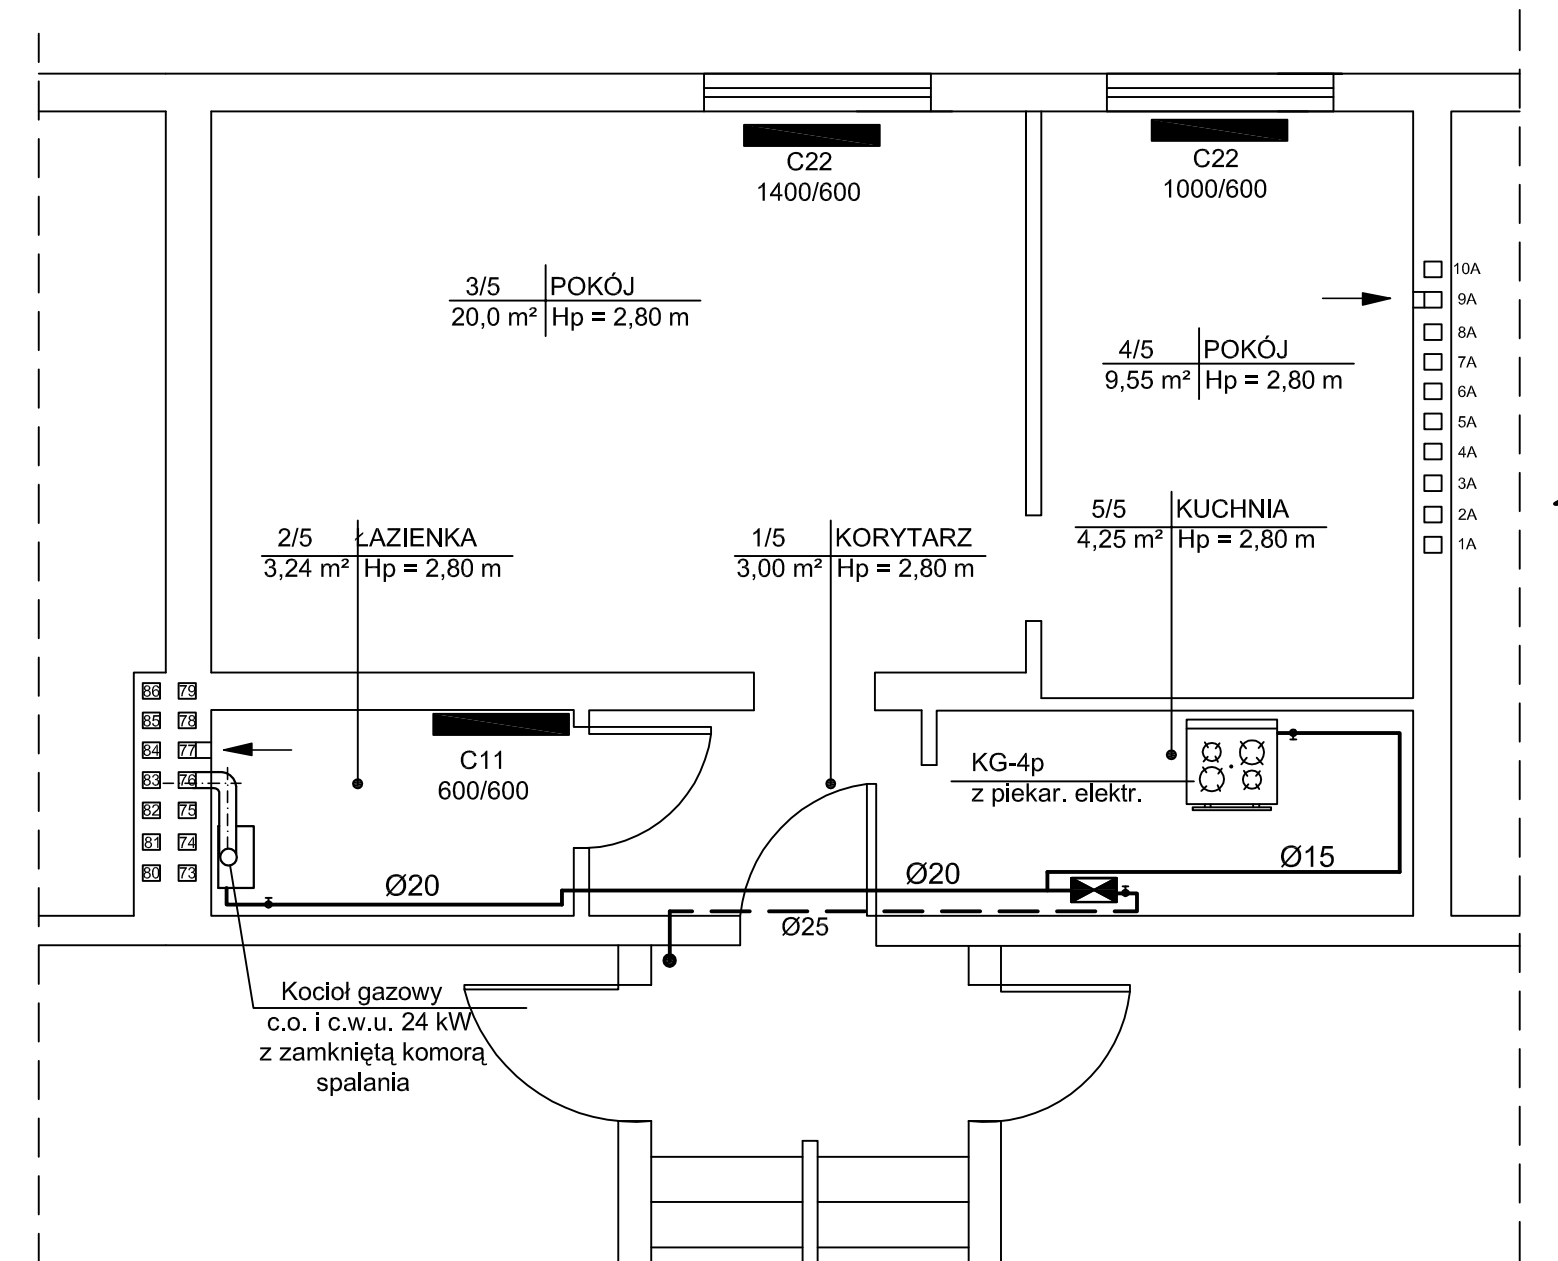 C22
1400/600
C22
1000/600
3/5 POKÓJ
20,0 m² Hp = 2,80 m
4/5 POKÓJ
9,55 m² Hp = 2,80 m
10A
9A
8A
7A
6A
5A
4A
3A
2A
1A
2/5 ŁAZIENKA
3,24 m² Hp = 2,80 m
1/5 KORYTARZ
3,00 m² Hp = 2,80 m
5/5 KUCHNIA
4,25 m² Hp = 2,80 m
86 79
85 78
84 77
83 76
82 75
81 74
80 73
C11
600/600
KG-4p
z piekar. elektr.
Ø20
Ø20
Ø15
Ø25
Kocioł gazowy
c.o. i c.w.u. 24 kW
z zamkniętą komorą
spalania